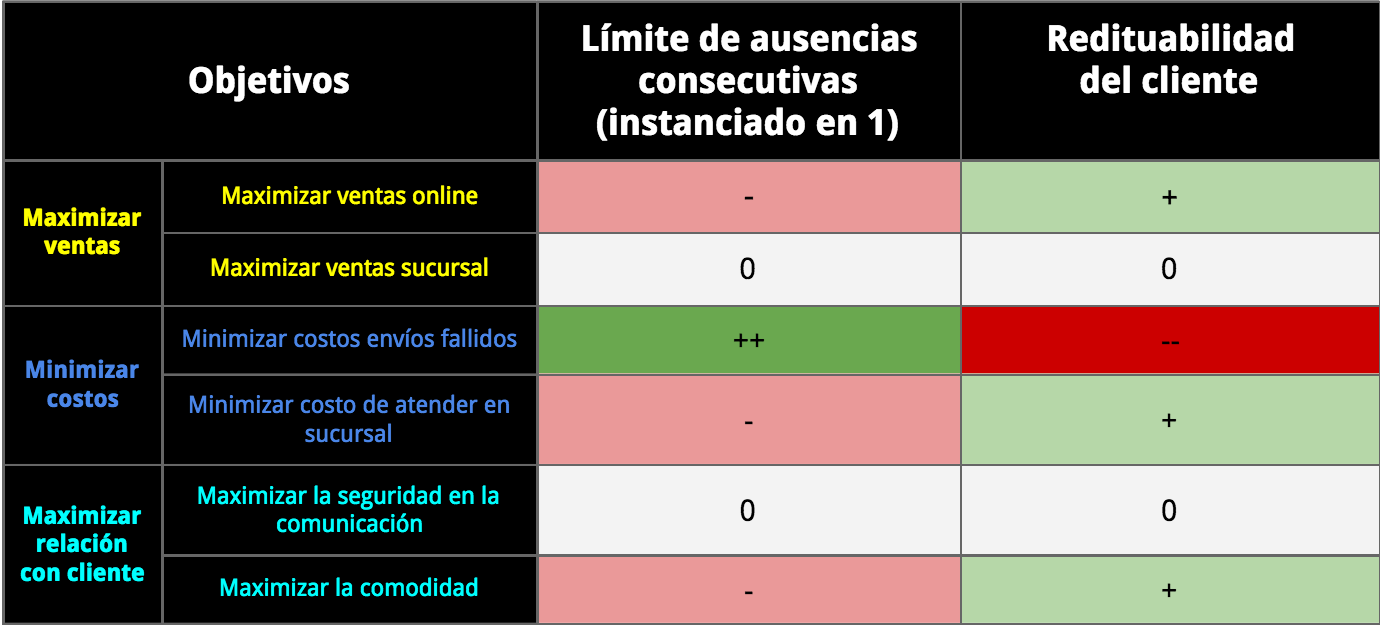 Objetivos
Límite de ausencias
consecutivas
(instanciado en 1)
Redituabilidad
del cliente
Maximizar
ventas
Maximizar ventas online
-
+
Maximizar ventas sucursal
0
0
Minimizar
costos
Minimizar costos envíos fallidos
++
--
Minimizar costo de atender en
sucursal
-
+
Maximizar
relación
con cliente
Maximizar la seguridad en la
comunicación
0
0
Maximizar la comodidad
-
+